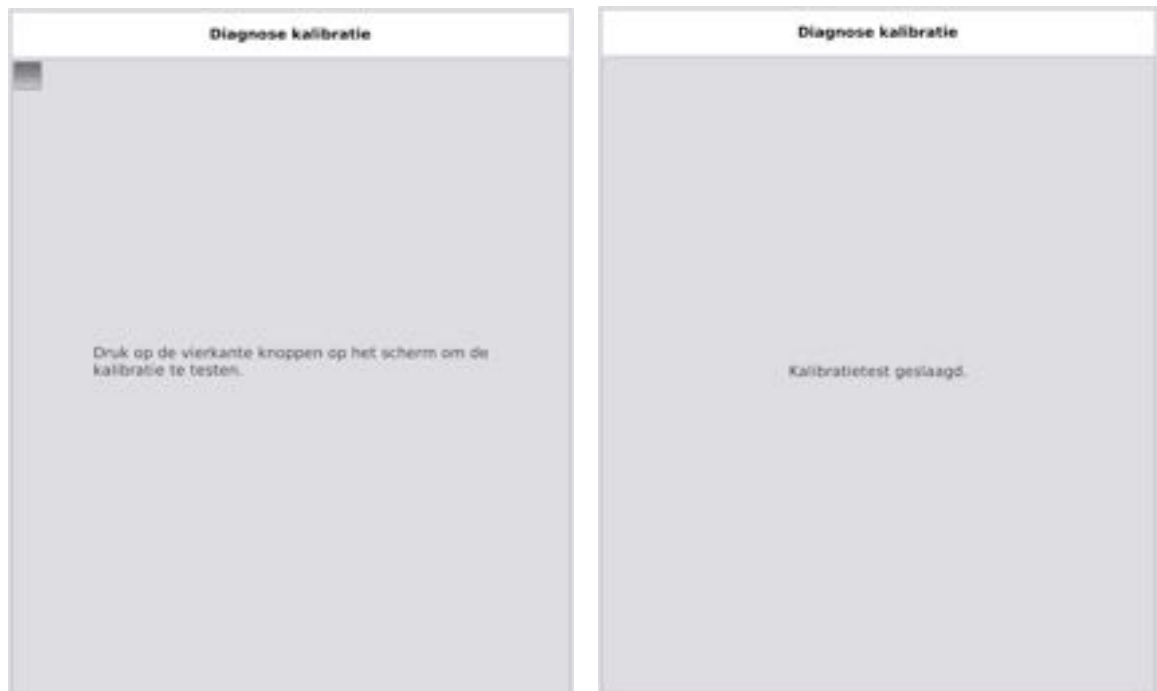 Diagnose kalibratie
Druk op de vierkante knoppen op het scherm om de
kalibratie te testen.
Diagnose kalibratie
Kalibratietest geslaagd.